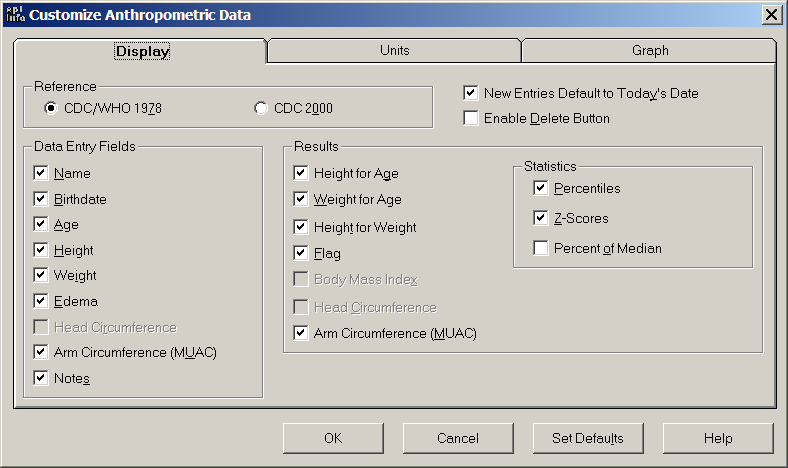 epi
info
Customize Anthropometric Data
Display
Units
Graph
Reference
CDC/WHO 1978
CDC 2000
New Entries Default to Today's Date
Enable Delete Button
Data Entry Fields
Name
Birthdate
Age
Height
Weight
Edema
Head Circumference
Arm Circumference (MUAC)
Notes
Results
Height for Age
Weight for Age
Height for Weight
Flag
Body Mass Index
Head Circumference
Arm Circumference (MUAC)
Statistics
Percentiles
Z-Scores
Percent of Median
OK
Cancel
Set Defaults
Help